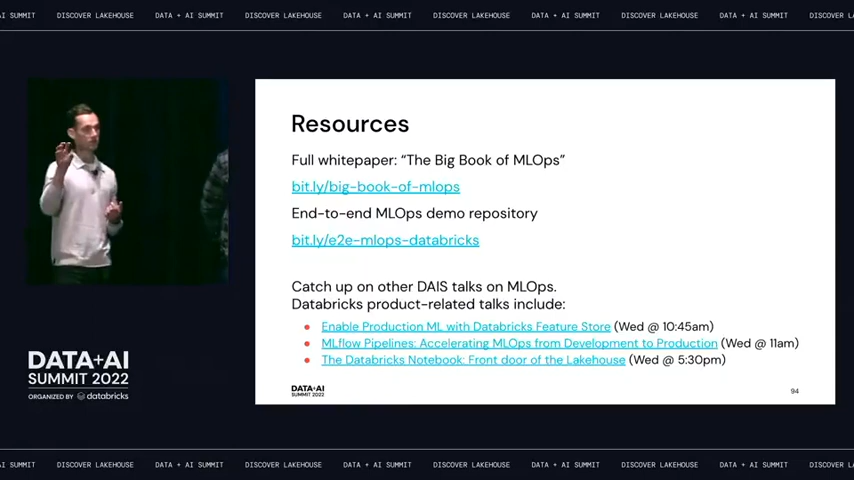 AI SUMMIT DISCOVER LAKEHOUSE DATA + AI SUMMIT DISCOVER LAKEHOUSE DATA + AI SUMMIT DISCOVER LAKEHOUSE DATA + AI SUMMIT DISCOVER LAKEHOUSE DATA + AI SUMMIT DISCOVER LA
Resources
Full whitepaper: “The Big Book of MLOps”
bit.ly/big-book-of-mlops
End-to-end MLOps demo repository
bit.ly/e2e-mlops-databricks
Catch up on other DAIS talks on MLOps.
Databricks product-related talks include:
• Enable Production ML with Databricks Feature Store (Wed @ 10:45am)
• MLflow Pipelines: Accelerating MLOps from Development to Production (Wed @ 11am)
• The Databricks Notebook: Front door of the Lakehouse (Wed @ 5:30pm)
DATA+AI
SUMMIT 2022
94
DATA+AI
SUMMIT 2022
ORGANIZED BY databricks
AI SUMMIT DISCOVER LAKEHOUSE DATA + AI SUMMIT DISCOVER LAKEHOUSE DATA + AI SUMMIT DISCOVER LAKEHOUSE DATA + AI SUMMIT DISCOVER LAKEHOUSE DATA + AI SUMMIT DISCOVER LA